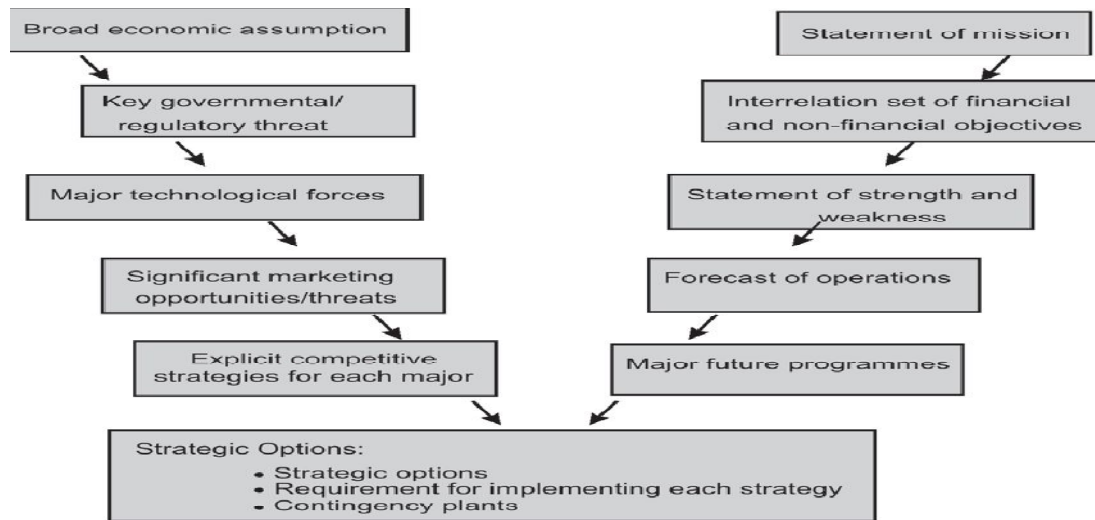 Broad economic assumption
Key governmental/
regulatory threat
Major technological forces
Significant marketing
opportunities/threats
Explicit competitive
strategies for each major
Statement of mission
Interrelation set of financial
and non-financial objectives
Statement of strength and
weakness
Forecast of operations
Major future programmes
Strategic Options:
• Strategic options
• Requirement for implementing each strategy
• Contingency plants